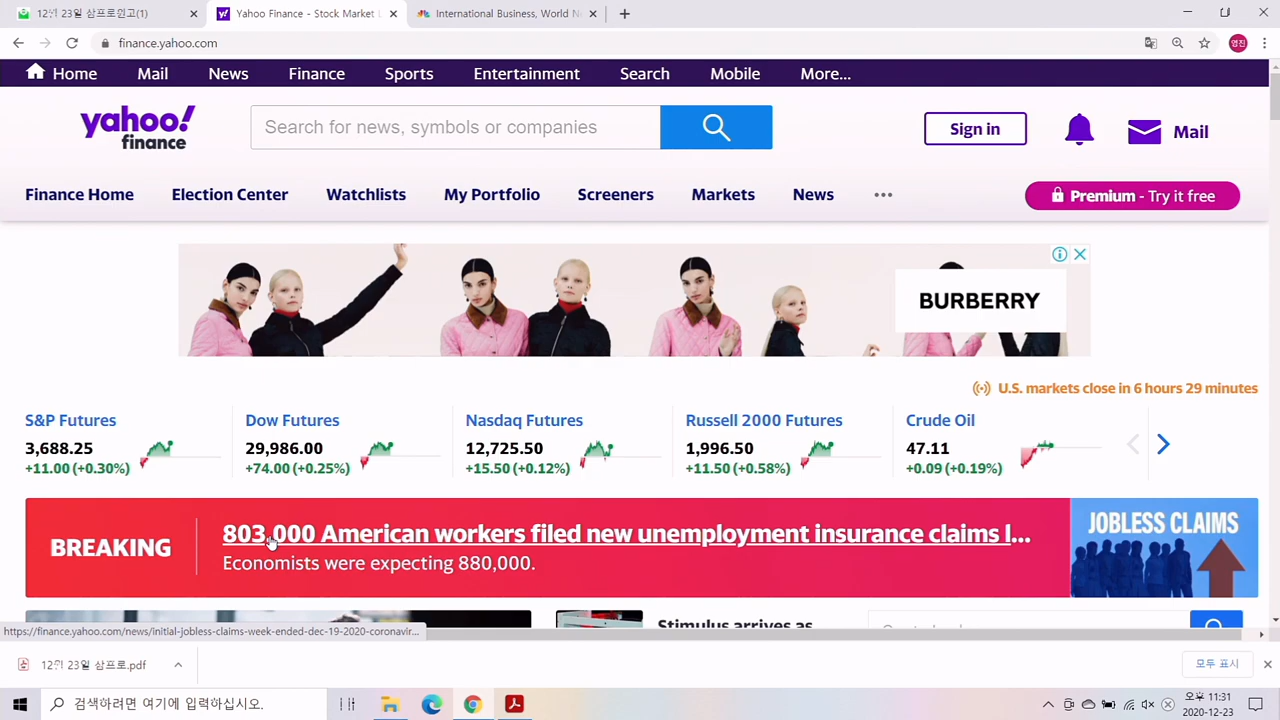 12월 23일 삼프로원고(1)
Yahoo Finance - Stock Market L
International Business, World N
finance.yahoo.com
영진
Home Mail News Finance Sports Entertainment Search Mobile More...
yahoo!
finance
Search for news, symbols or companies
Sign in
Mail
Finance Home Election Center Watchlists My Portfolio Screeners Markets News
Premium - Try it free
BURBERRY
U.S. markets close in 6 hours 29 minutes
S&P Futures Dow Futures Nasdaq Futures Russell 2000 Futures Crude Oil
3,688.25 29,986.00 12,725.50 1,996.50 47.11
+11.00 (+0.30%) +74.00 (+0.25%) +15.50 (+0.12%) +11.50 (+0.58%) +0.09 (+0.19%)
BREAKING
803,000 American workers filed new unemployment insurance claims l...
Economists were expecting 880,000.
JOBLESS CLAIMS
Stimulus arrives as
https://finance.yahoo.com/news/initial-jobless-claims-week-ended-dec-19-2020-coronavir...
12월 23일 삼프로.pdf
모두 표시
검색하려면 여기에 입력하십시오.
오후 11:31
2020-12-23